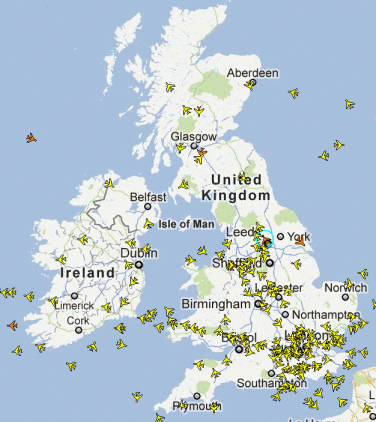 Aberdeen
Glasgow
United
Kingdom
Belfast
Isle of Man
Leeds
York
Dublin
Sheffield
Ireland
Limerick
Cork
Leicester
Norwich
Birmingham
Northampton
London
Bristol
Southampton
Plymouth